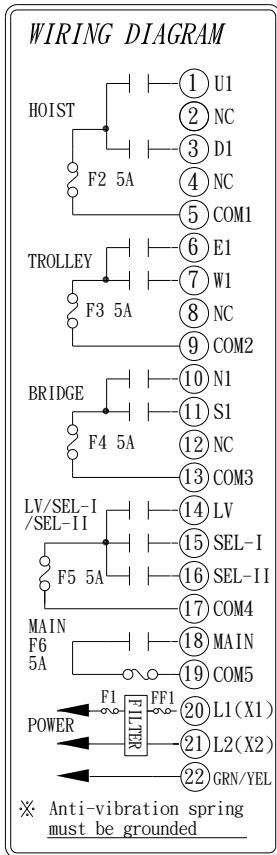 WIRING DIAGRAM
1 U1
HOIST
2 NC
3 D1
F2 5A
4 NC
5 COM1
6 E1
TROLLEY
7 W1
F3 5A
8 NC
9 COM2
10 N1
BRIDGE
11 S1
F4 5A
12 NC
13 COM3
LV/SEL-I
/SEL-II
14 LV
15 SEL-I
16 SEL-II
F5 5A
17 COM4
MAIN
F6
5A
18 MAIN
19 COM5
F1
FF1
20 L1(X1)
POWER
FILTER
21 L2(X2)
22 GRN/YEL
※ Anti-vibration spring
must be grounded